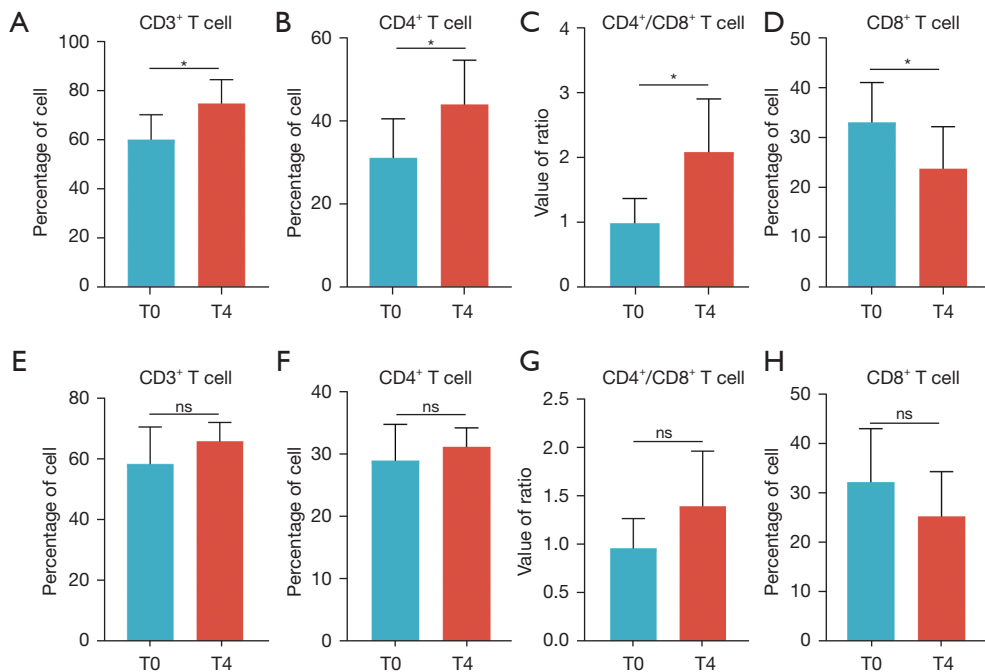 A
CD3⁺ T cell
Percentage of cell
100
80
60
40
20
0
*
T0 T4
B
CD4⁺ T cell
Percentage of cell
60
40
20
0
*
T0 T4
C
CD4⁺/CD8⁺ T cell
Value of ratio
4
3
2
1
0
*
T0 T4
D
CD8⁺ T cell
Percentage of cell
50
40
30
20
10
0
*
T0 T4
E
CD3⁺ T cell
Percentage of cell
80
60
40
20
0
ns
T0 T4
F
CD4⁺ T cell
Percentage of cell
40
30
20
10
0
ns
T0 T4
G
CD4⁺/CD8⁺ T cell
Value of ratio
2.5
2.0
1.5
1.0
0.5
0.0
ns
T0 T4
H
CD8⁺ T cell
Percentage of cell
50
40
30
20
10
0
ns
T0 T4